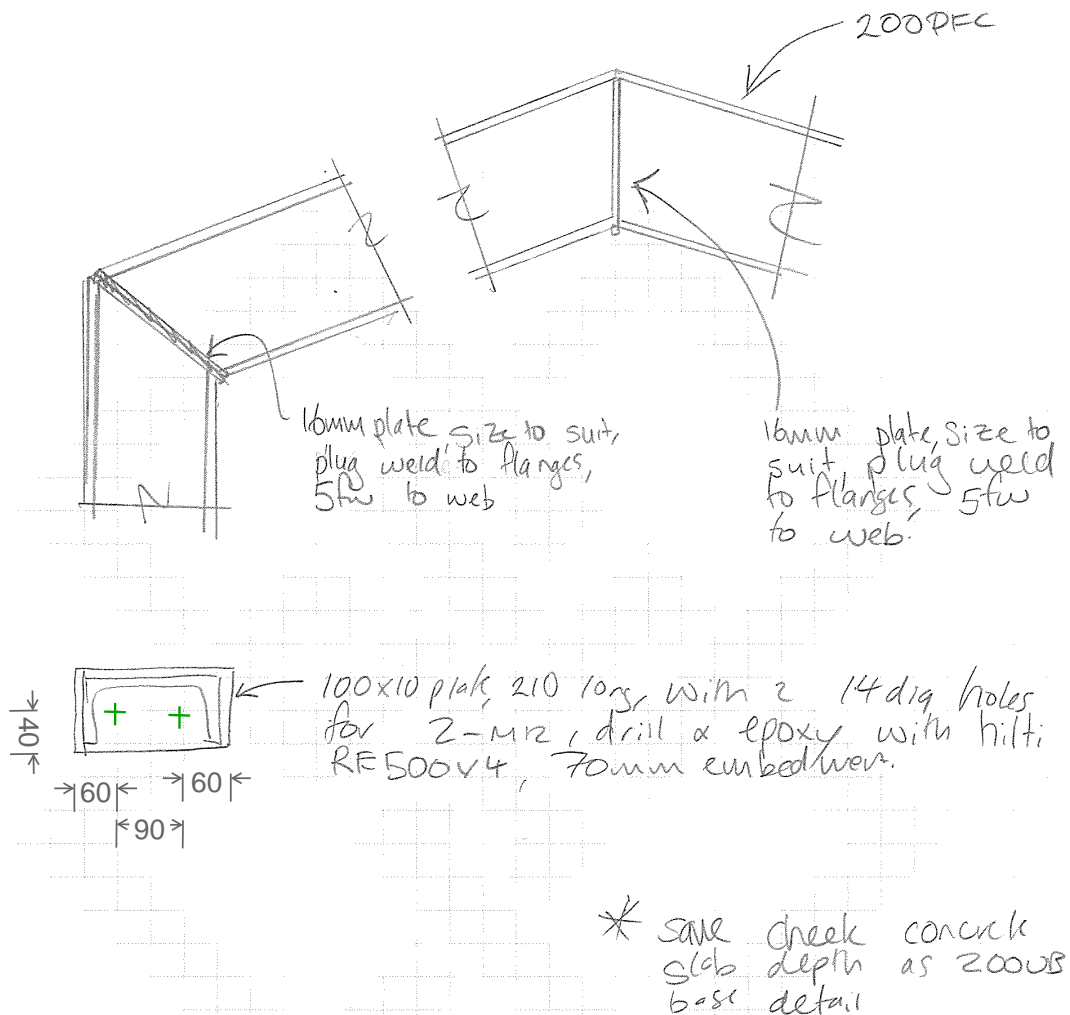 200PFC
16mm plate, size to suit,
plug weld to flanges,
5fw to web
16mm plate, size to
suit, plug weld
to flanges, 5fw
to web.
100x10 plate, 210 long, with 2 14 dia holes
for 2-M12, drill & epoxy with hilti
RE500V4, 70mm embedment.
40
60
60
90
* same check concrete
slab depth as 200UB
base detail